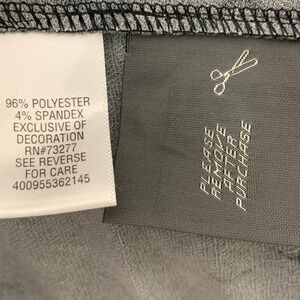 96% POLYESTER
4% SPANDEX
EXCLUSIVE OF
DECORATION
RN#73277
SEE REVERSE
FOR CARE
400955362145
PLEASE
REMOVE
AFTER
PURCHASE